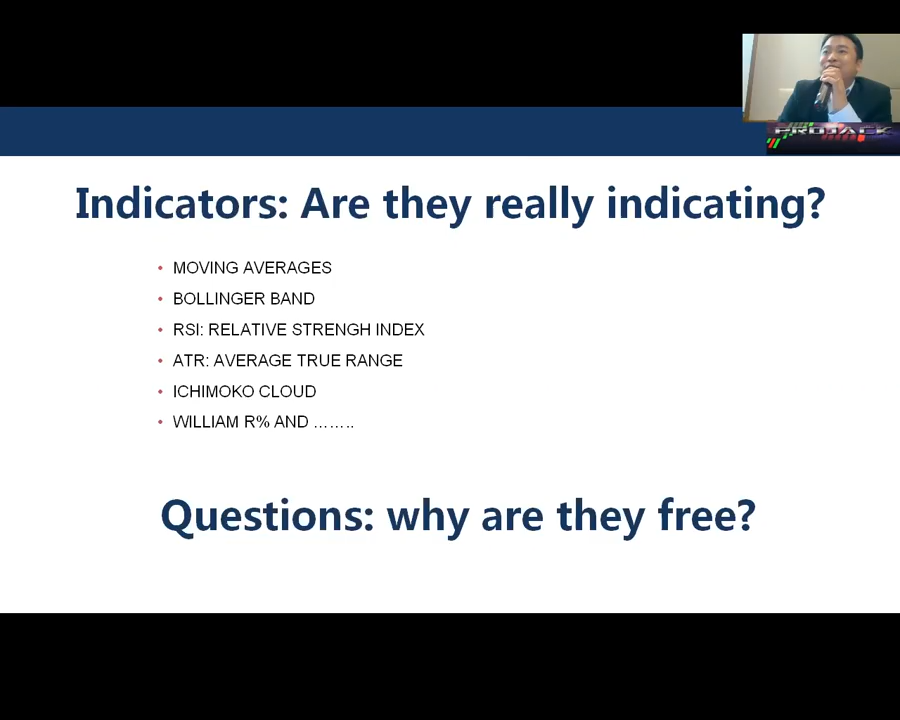 PROJACK
Indicators: Are they really indicating?
• MOVING AVERAGES
• BOLLINGER BAND
• RSI: RELATIVE STRENGH INDEX
• ATR: AVERAGE TRUE RANGE
• ICHIMOKO CLOUD
• WILLIAM R% AND ........
Questions: why are they free?